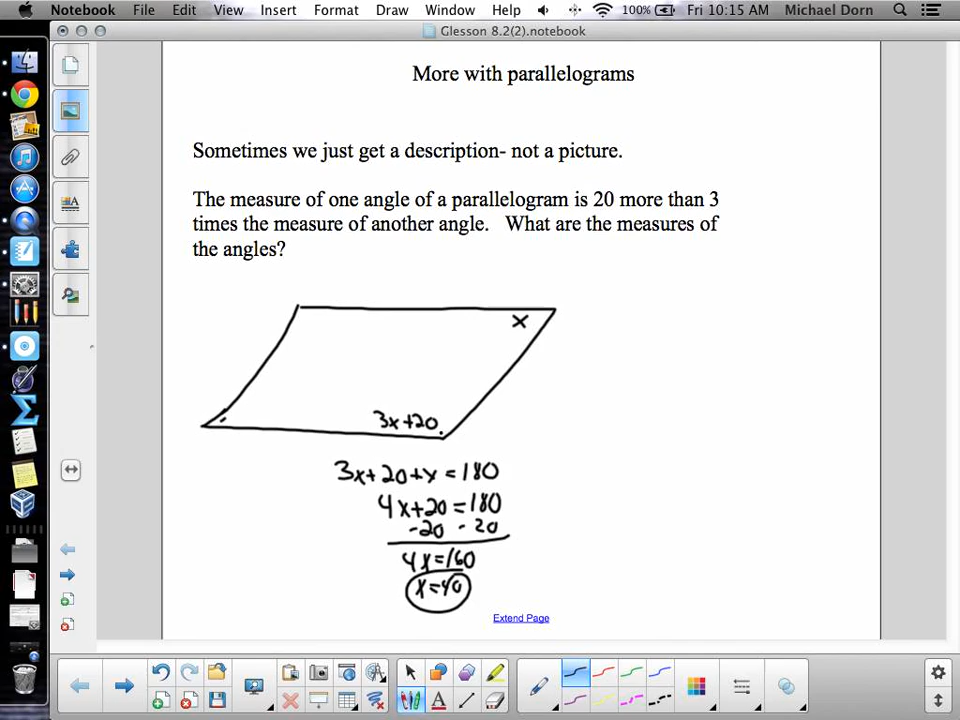 Notebook File Edit View Insert Format Draw Window Help 100% Fri 10:15 AM Michael Dorn
Glesson 8.2(2).notebook
More with parallelograms
Sometimes we just get a description- not a picture.
The measure of one angle of a parallelogram is 20 more than 3
times the measure of another angle. What are the measures of
the angles?
x
3x+20
3x+20+x=180
4x+20=180
-20 -20
4x=160
x=40
Extend Page